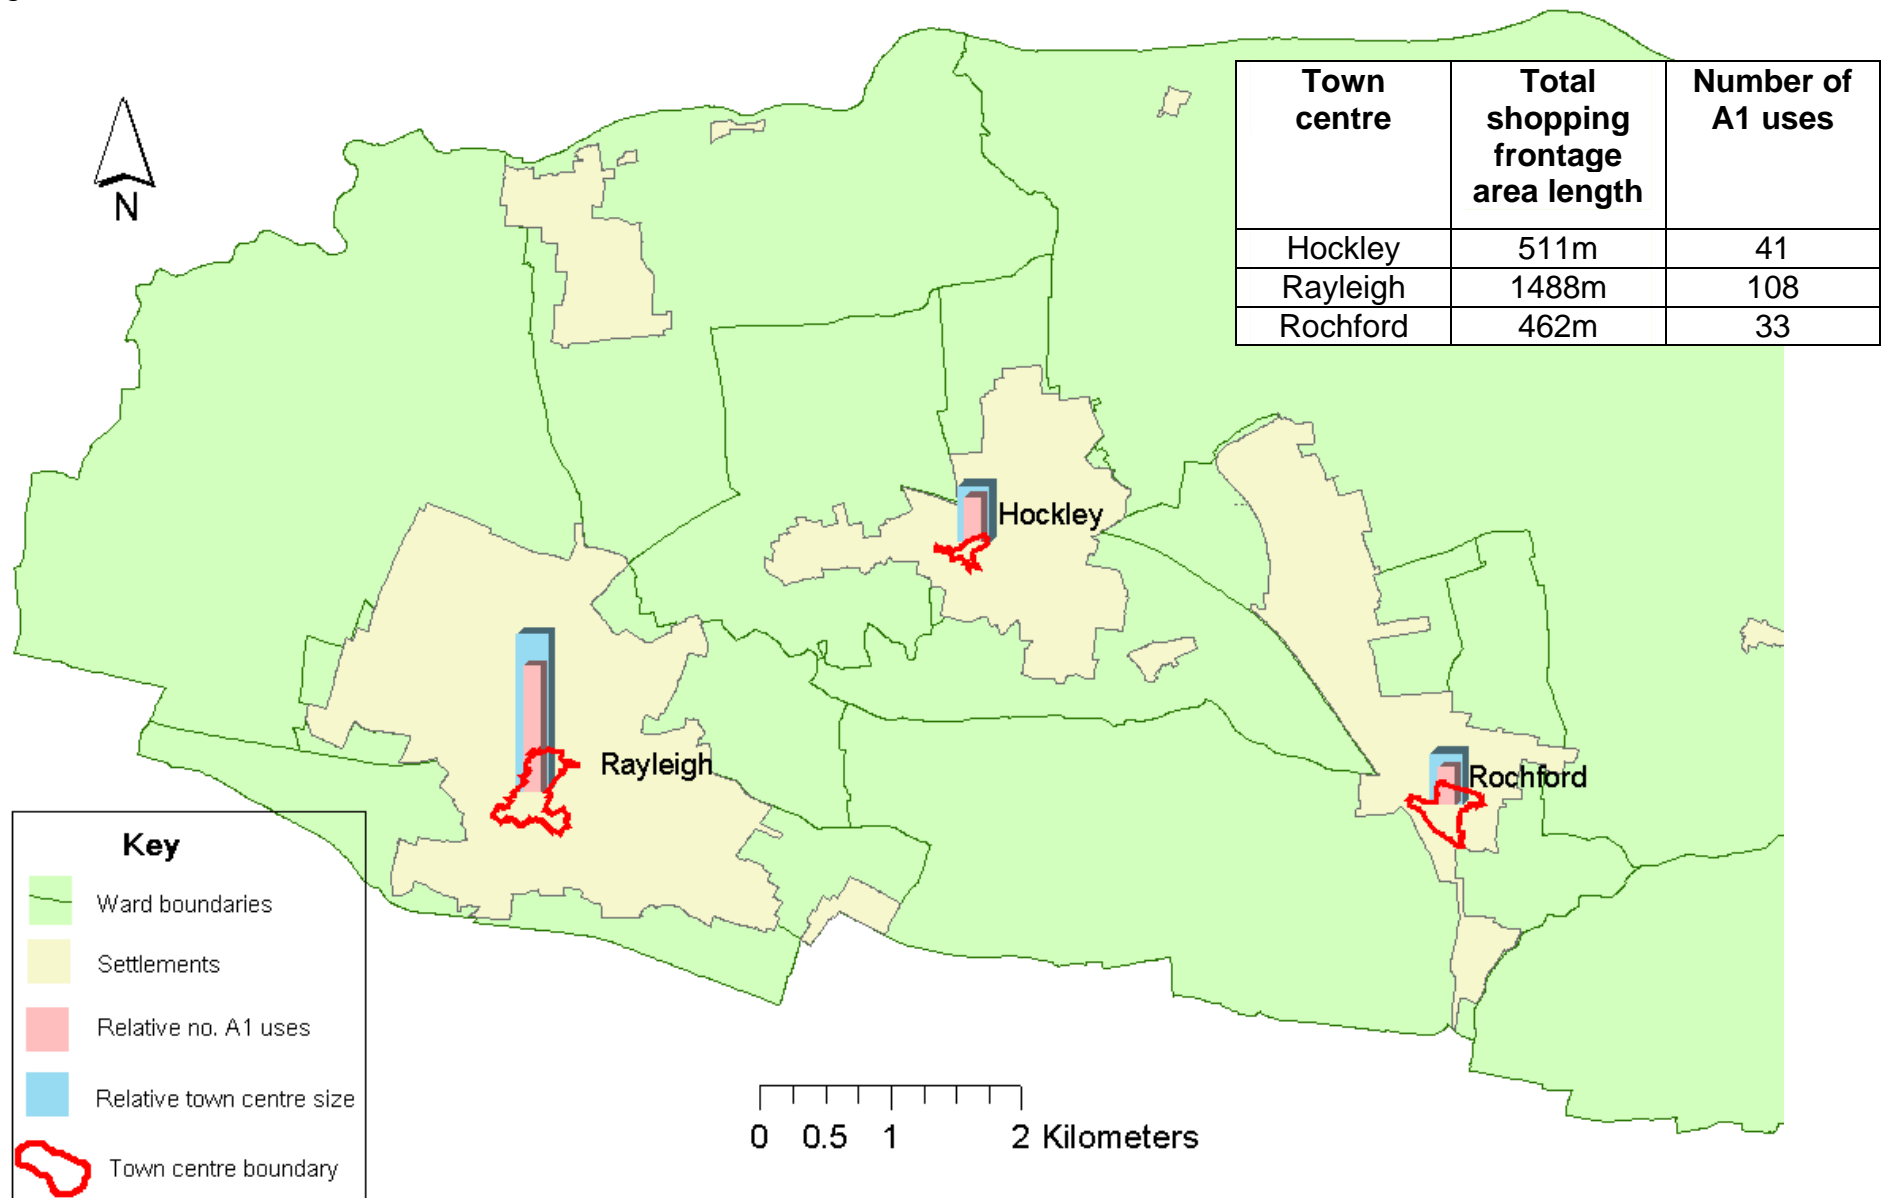 Town centre
Total shopping frontage area length
Number of A1 uses
Hockley 511m 41
Rayleigh 1488m 108
Rochford 462m 33
N
Hockley
Rayleigh
Rochford
Key
Ward boundaries
Settlements
Relative no. A1 uses
Relative town centre size
Town centre boundary
0 0.5 1 2 Kilometers